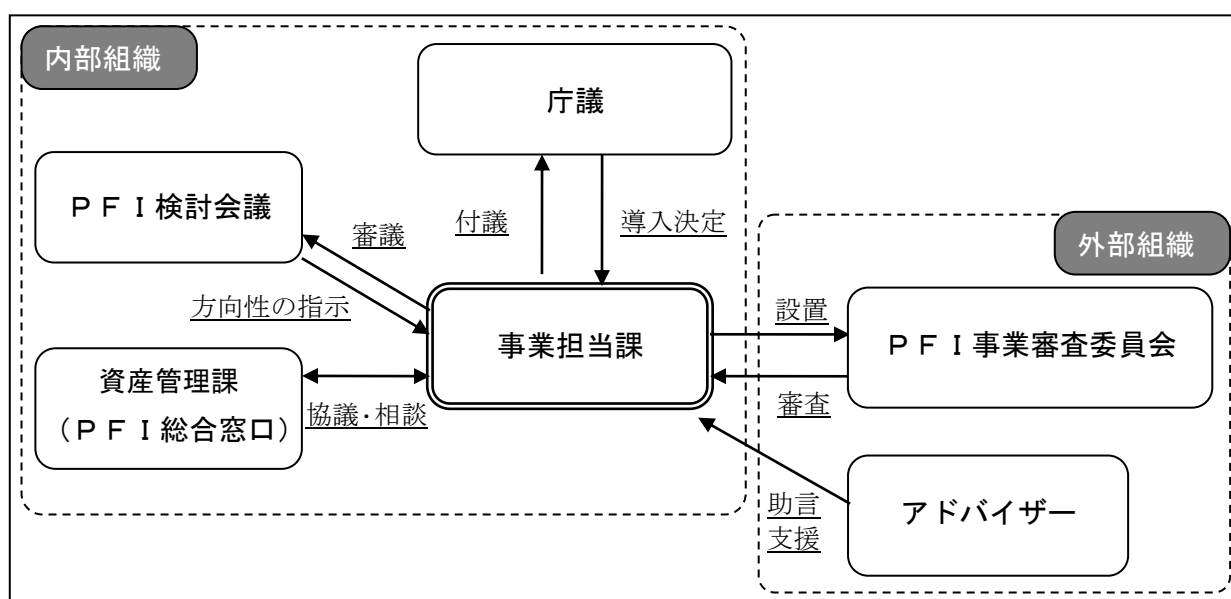 内部組織
庁議
ＰＦＩ検討会議
審議
付議
導入決定
外部組織
方向性の指示
設置
事業担当課
ＰＦＩ事業審査委員会
資産管理課
（ＰＦＩ総合窓口）
協議・相談
審査
助言
支援
アドバイザー